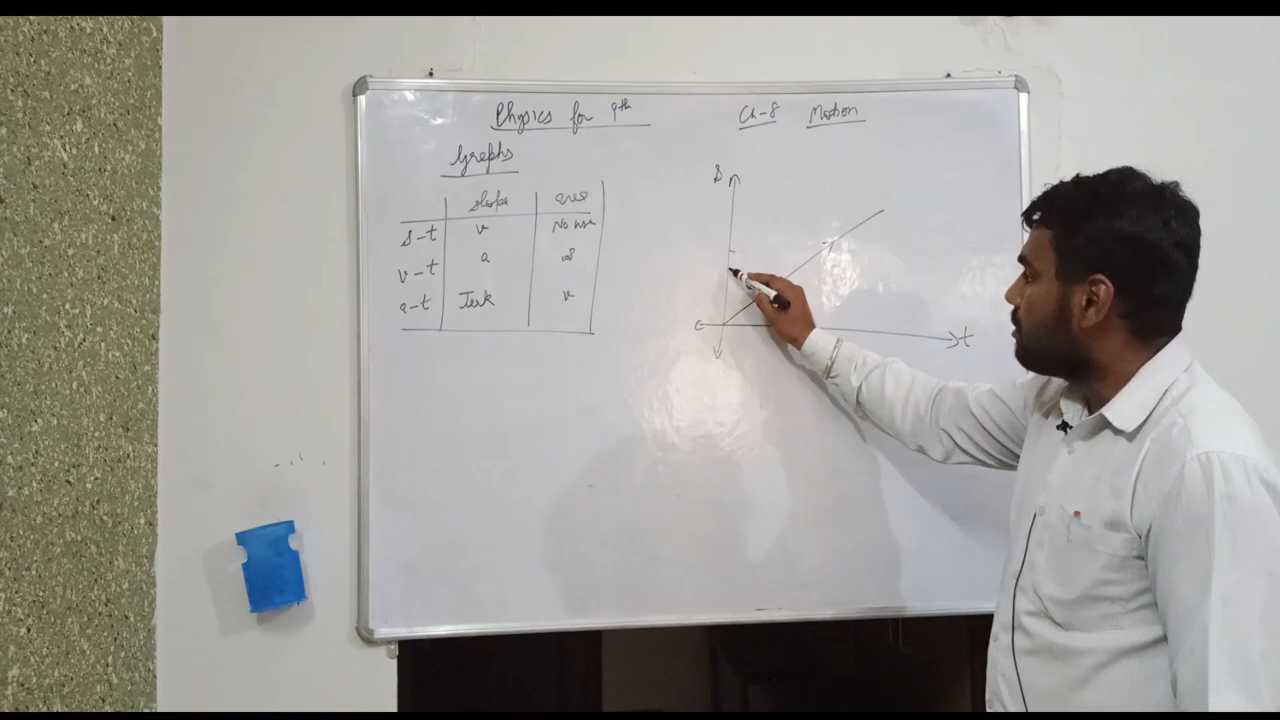 Physics for 9th Ch-8 Motion
Graphs
slope area
s-t v No use
v-t a
a-t Jerk v
s
t